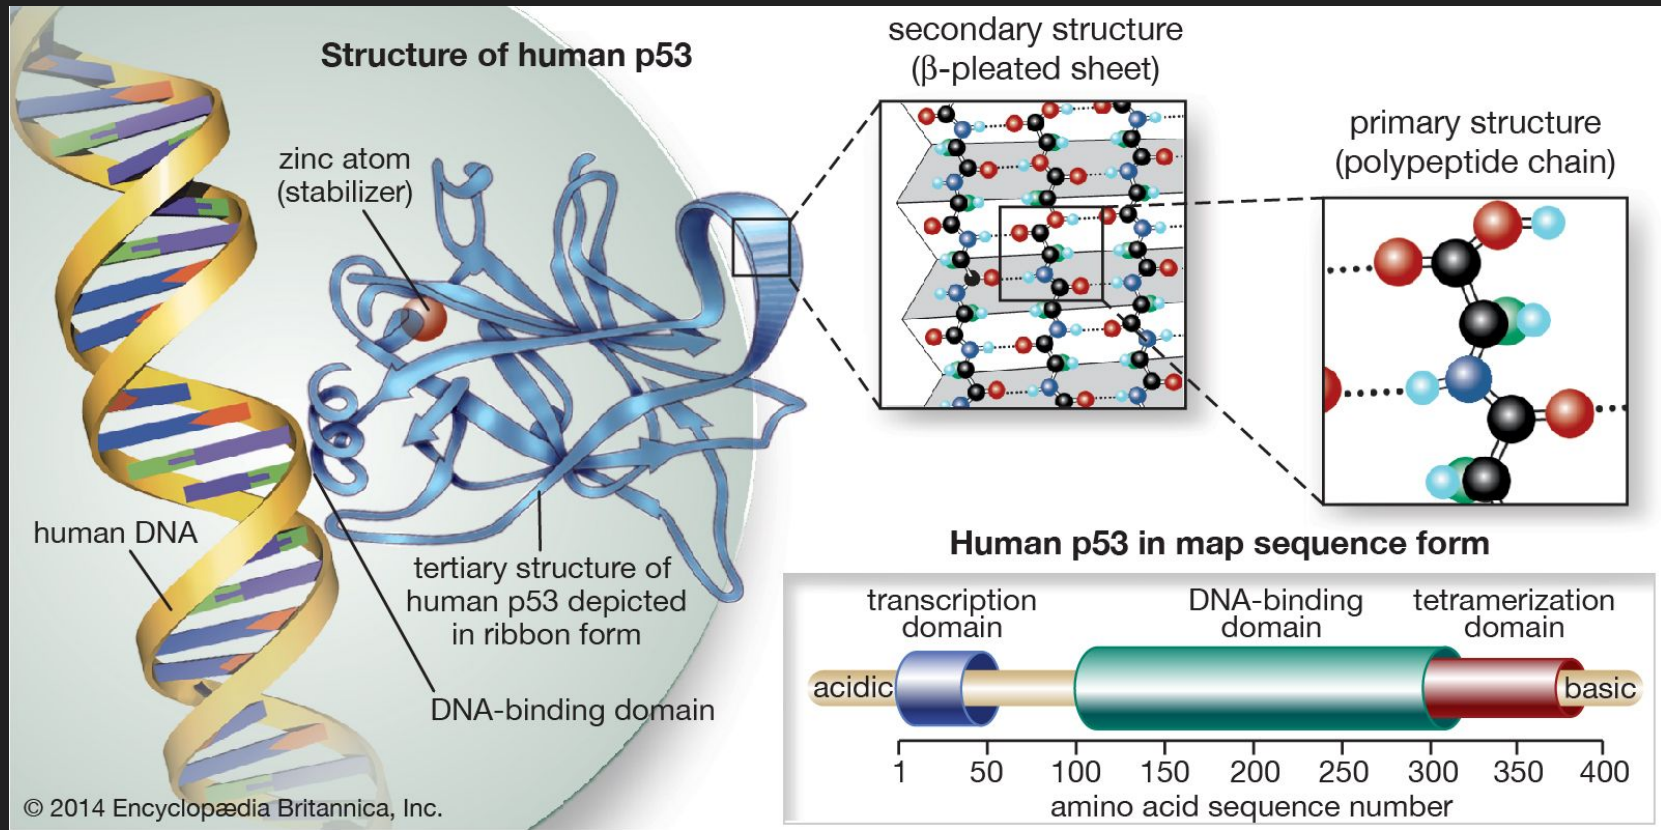 Structure of human p53
zinc atom
(stabilizer)
human DNA
tertiary structure of
human p53 depicted
in ribbon form
DNA-binding domain
© 2014 Encyclopædia Britannica, Inc.
secondary structure
(β-pleated sheet)
primary structure
(polypeptide chain)
Human p53 in map sequence form
transcription
domain
DNA-binding
domain
tetramerization
domain
acidic
basic
1 50 100 150 200 250 300 350 400
amino acid sequence number